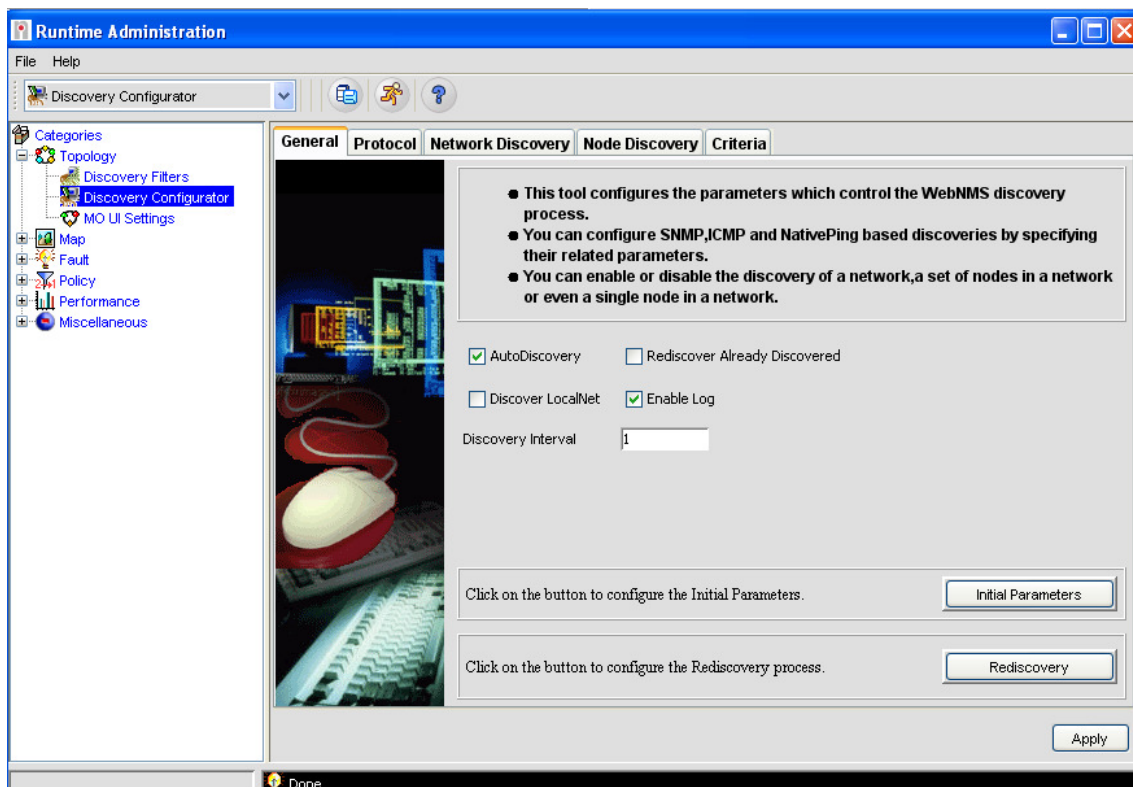 Runtime Administration
File Help
Discovery Configurator
Categories
Topology
Discovery Filters
Discovery Configurator
MO UI Settings
Map
Fault
Policy
Performance
Miscellaneous
General Protocol Network Discovery Node Discovery Criteria
This tool configures the parameters which control the WebNMS discovery
process.
You can configure SNMP,ICMP and NativePing based discoveries by specifying
their related parameters.
You can enable or disable the discovery of a network,a set of nodes in a network
or even a single node in a network.
AutoDiscovery Rediscover Already Discovered
Discover LocalNet Enable Log
Discovery Interval 1
Click on the button to configure the Initial Parameters. Initial Parameters
Click on the button to configure the Rediscovery process. Rediscovery
Apply
Done